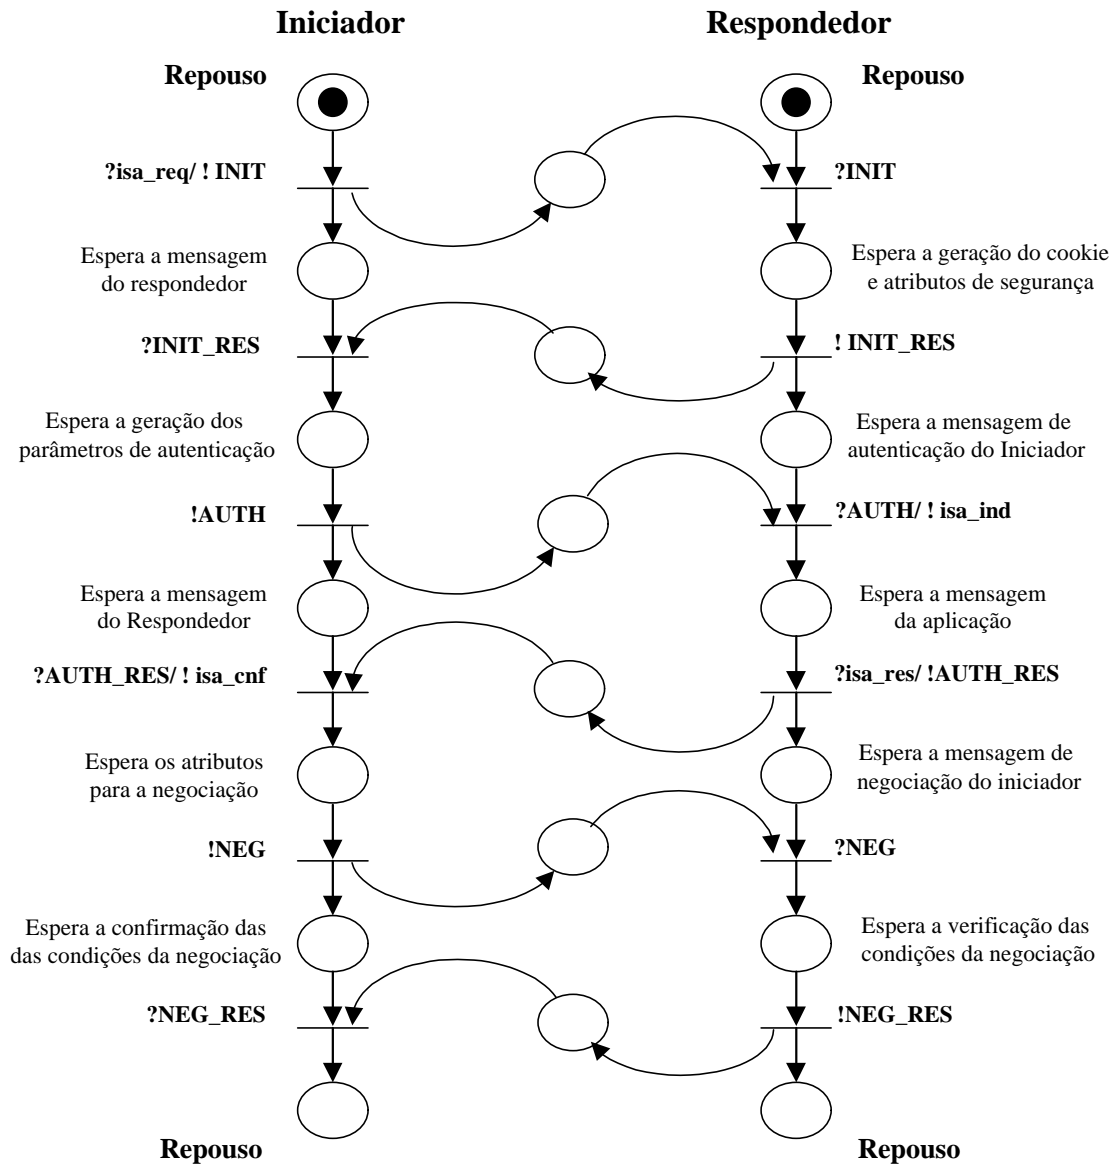 Iniciador
Respondedor
Repouso
Repouso
?isa_req/ ! INIT
?INIT
Espera a mensagem
do respondedor
Espera a geração do cookie
e atributos de segurança
?INIT_RES
! INIT_RES
Espera a geração dos
parâmetros de autenticação
Espera a mensagem de
autenticação do Iniciador
!AUTH
?AUTH/ ! isa_ind
Espera a mensagem
do Respondedor
Espera a mensagem
da aplicação
?AUTH_RES/ ! isa_cnf
?isa_res/ !AUTH_RES
Espera os atributos
para a negociação
Espera a mensagem de
negociação do iniciador
!NEG
?NEG
Espera a confirmação das
das condições da negociação
Espera a verificação das
condições da negociação
?NEG_RES
!NEG_RES
Repouso
Repouso